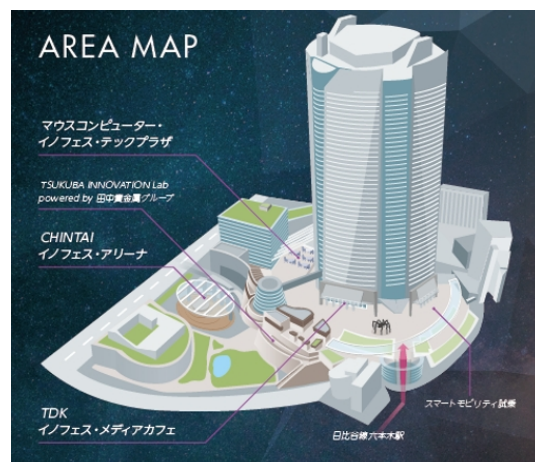 AREA MAP
マウスコンピューター・
イノフェス・テックプラザ
TSUKUBA INNOVATION Lab
powered by 田中貴金属グループ
CHINTAI
イノフェス・アリーナ
TDK
イノフェス・メディアカフェ
スマートモビリティ試乗
日比谷線六本木駅